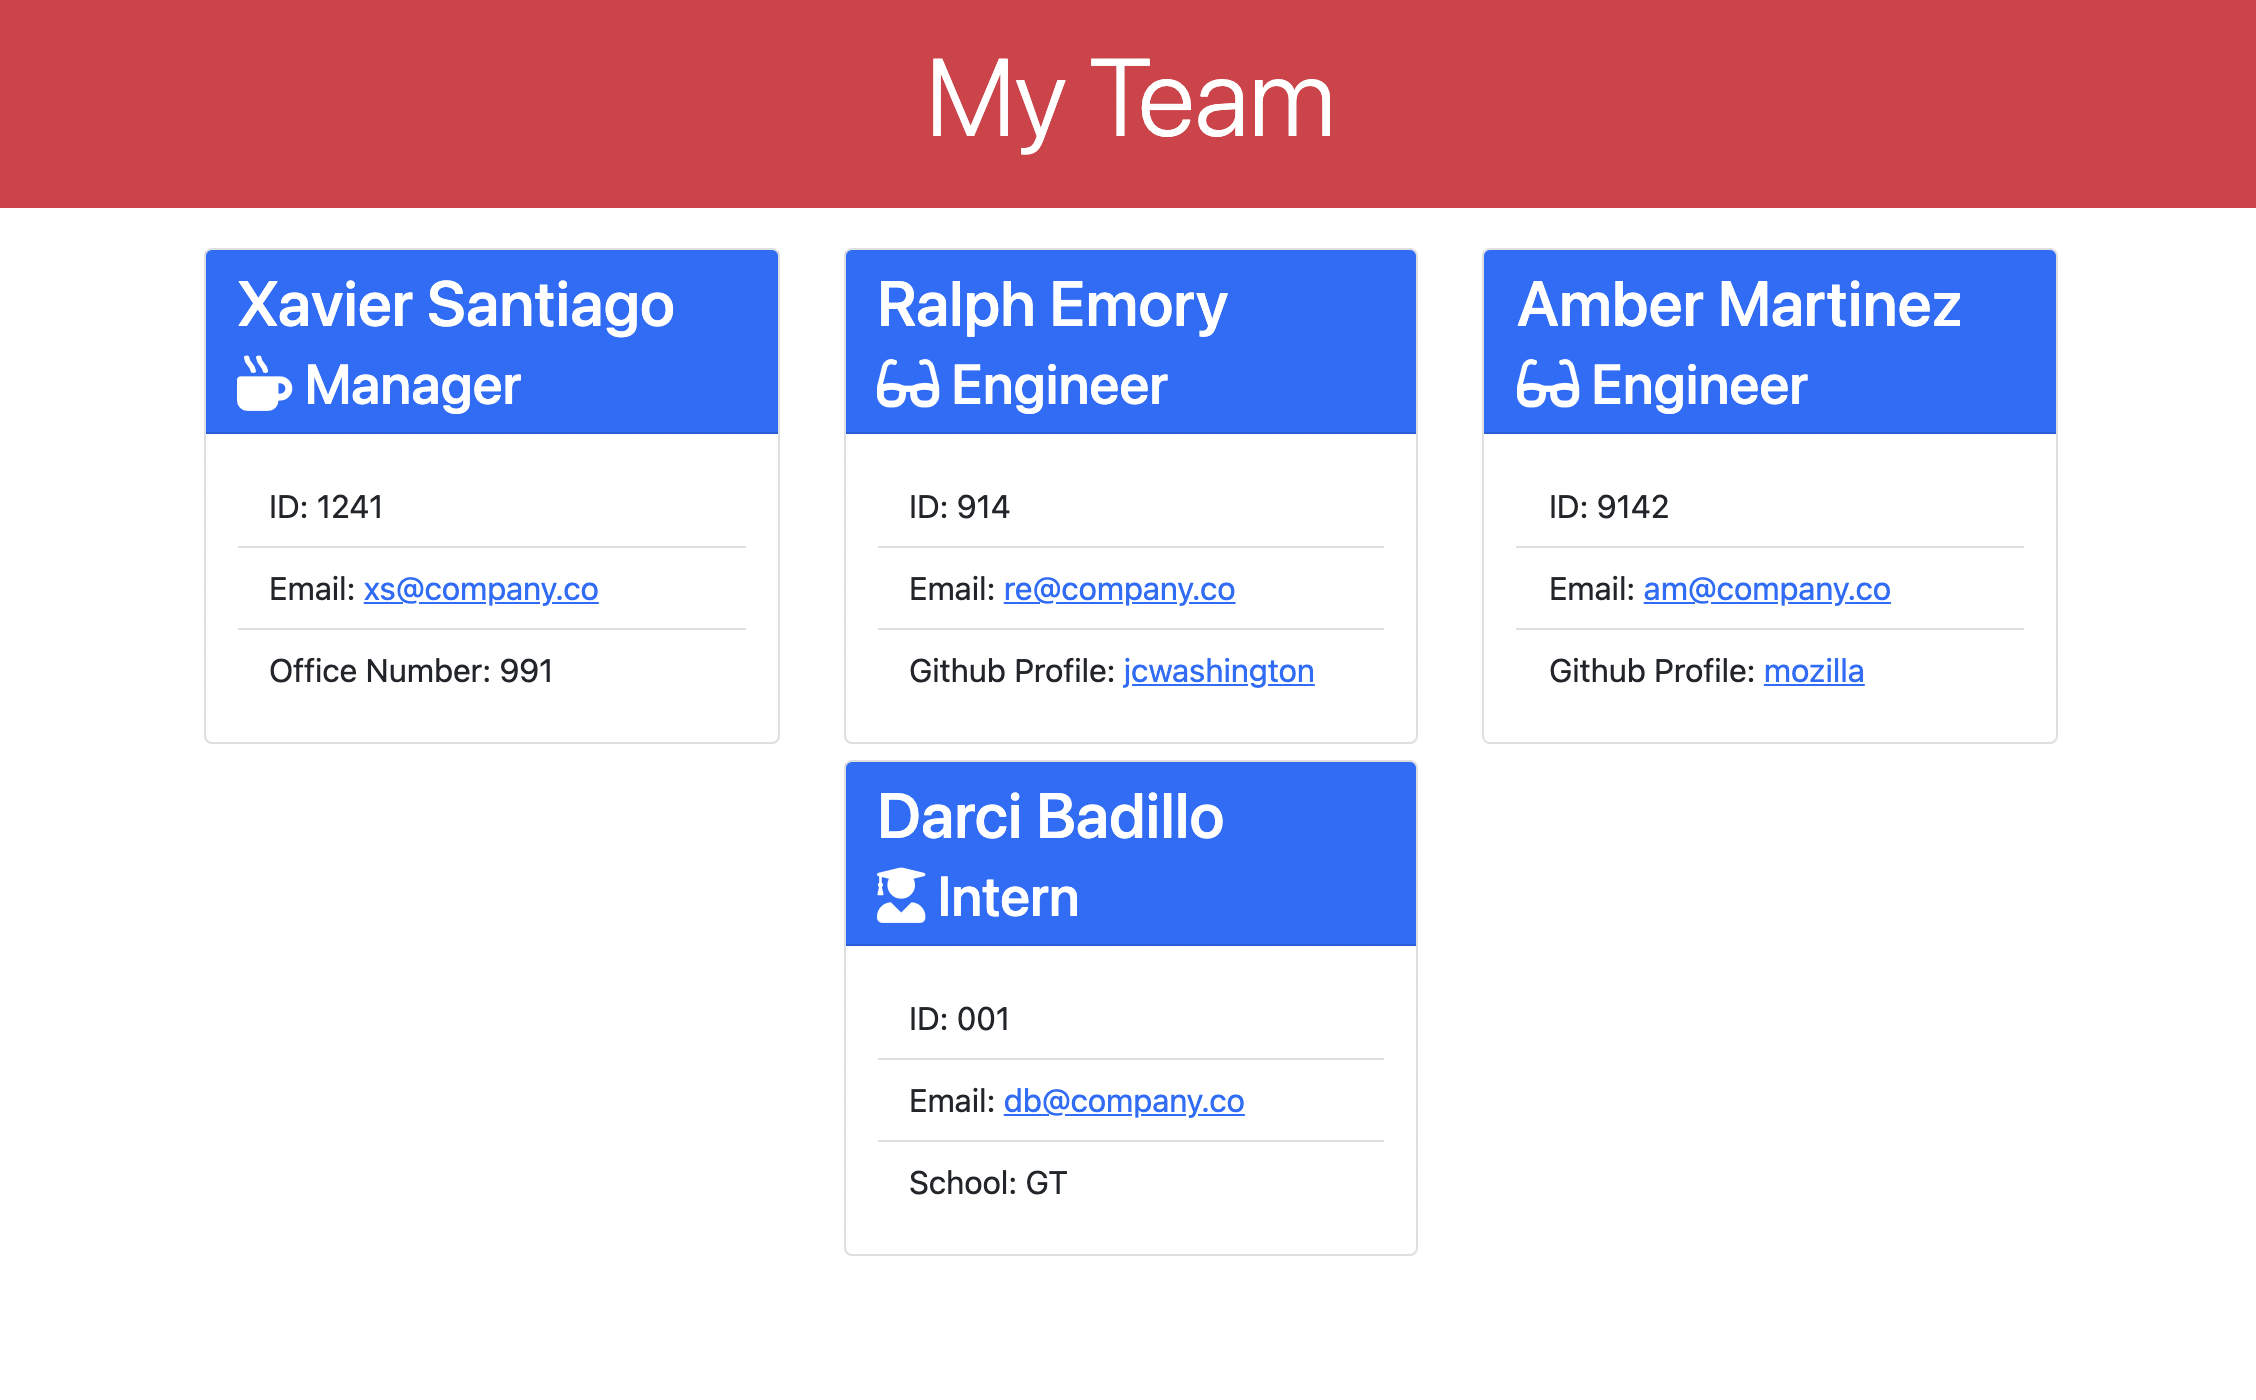 My Team
Xavier Santiago
Manager
ID: 1241
Email: xs@company.co
Office Number: 991
Ralph Emory
Engineer
ID: 914
Email: re@company.co
Github Profile: jcwashington
Amber Martinez
Engineer
ID: 9142
Email: am@company.co
Github Profile: mozilla
Darci Badillo
Intern
ID: 001
Email: db@company.co
School: GT